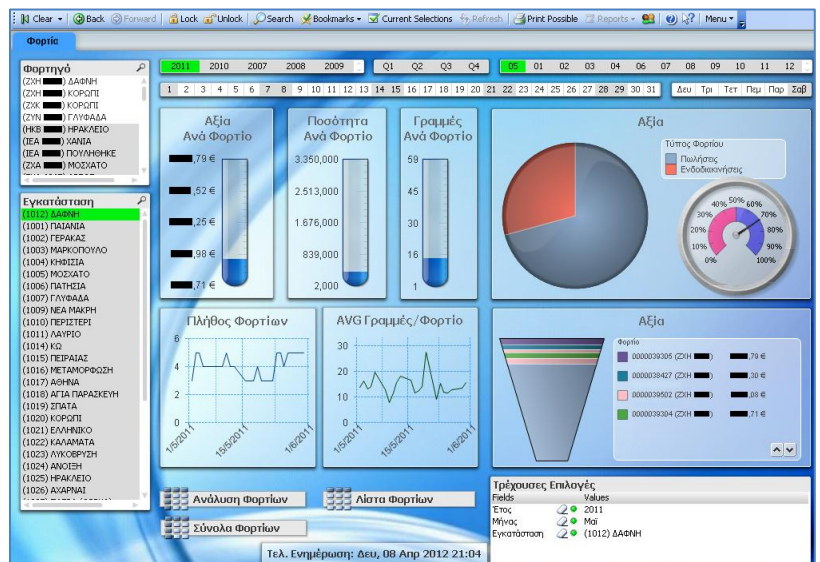 Clear Back Forward Lock Unlock Search Bookmarks Current Selections Refresh Print Possible Reports Menu
Φορτία
Φορτηγό
(ΖΧΗ ) ΔΑΦΝΗ
(ΖΧΗ ) ΚΟΡΩΠΙ
(ΖΧΚ ) ΚΟΡΩΠΙ
(ΖΥΝ ) ΓΛΥΦΑΔΑ
(ΗΚΒ ) ΗΡΑΚΛΕΙΟ
(ΙΕΑ ) ΧΑΝΙΑ
(ΙΕΑ ) ΠΟΥΛΗΘΗΚΕ
(ΖΧΑ ) ΜΟΣΧΑΤΟ
Εγκατάσταση
(1012) ΔΑΦΝΗ
(1001) ΠΑΙΑΝΙΑ
(1002) ΓΕΡΑΚΑΣ
(1003) ΜΑΡΚΟΠΟΥΛΟ
(1004) ΚΗΦΙΣΙΑ
(1005) ΜΟΣΧΑΤΟ
(1006) ΠΑΤΗΣΙΑ
(1007) ΓΛΥΦΑΔΑ
(1009) ΝΕΑ ΜΑΚΡΗ
(1010) ΠΕΡΙΣΤΕΡΙ
(1011) ΛΑΥΡΙΟ
(1014) ΚΩ
(1015) ΠΕΙΡΑΙΑΣ
(1016) ΜΕΤΑΜΟΡΦΩΣΗ
(1017) ΑΘΗΝΑ
(1018) ΑΓΙΑ ΠΑΡΑΣΚΕΥΗ
(1019) ΣΠΑΤΑ
(1020) ΚΟΡΩΠΙ
(1021) ΕΛΛΗΝΙΚΟ
(1022) ΚΑΛΑΜΑΤΑ
(1023) ΛΥΚΟΒΡΥΣΗ
(1024) ΑΝΟΙΞΗ
(1025) ΗΡΑΚΛΕΙΟ
(1026) ΑΧΑΡΝΑΙ
2011 2010 2007 2008 2009 Q1 Q2 Q3 Q4 05 01 02 03 04 06 07 08 09 10 11 12
1 2 3 4 5 6 7 8 9 10 11 12 13 14 15 16 17 18 19 20 21 22 23 24 25 26 27 28 29 30 31 Δευ Τρι Τετ Πεμ Παρ Σαβ
Αξία
Ανά Φορτίο
,79 €
,52 €
,25 €
,98 €
,71 €
Ποσότητα
Ανά Φορτίο
3.350,000
2.513,000
1.676,000
839,000
2,000
Γραμμές
Ανά Φορτίο
59
45
30
16
1
Αξία
Τύπος Φορτίου
Πωλήσεις
Ενδοδιακινήσεις
0% 10% 20% 30% 40% 50% 60% 70% 80% 90% 100%
Πλήθος Φορτίων
6
4
2
0
1/5/2011 15/5/2011 1/6/2011
AVG Γραμμές/Φορτίο
30
20
10
0
1/5/2011 15/5/2011 1/6/2011
Αξία
Φορτίο
0000039305 (ΖΧΗ ) ,79 €
0000038427 (ΖΧΗ ) ,30 €
0000039502 (ΖΧΗ ) ,08 €
0000039304 (ΖΧΗ ) ,71 €
Ανάλυση Φορτίων
Λίστα Φορτίων
Σύνολα Φορτίων
Τελ. Ενημέρωση: Δευ, 08 Απρ 2012 21:04
Τρέχουσες Επιλογές
Fields Values
Έτος 2011
Μήνας Μαϊ
Εγκατάσταση (1012) ΔΑΦΝΗ